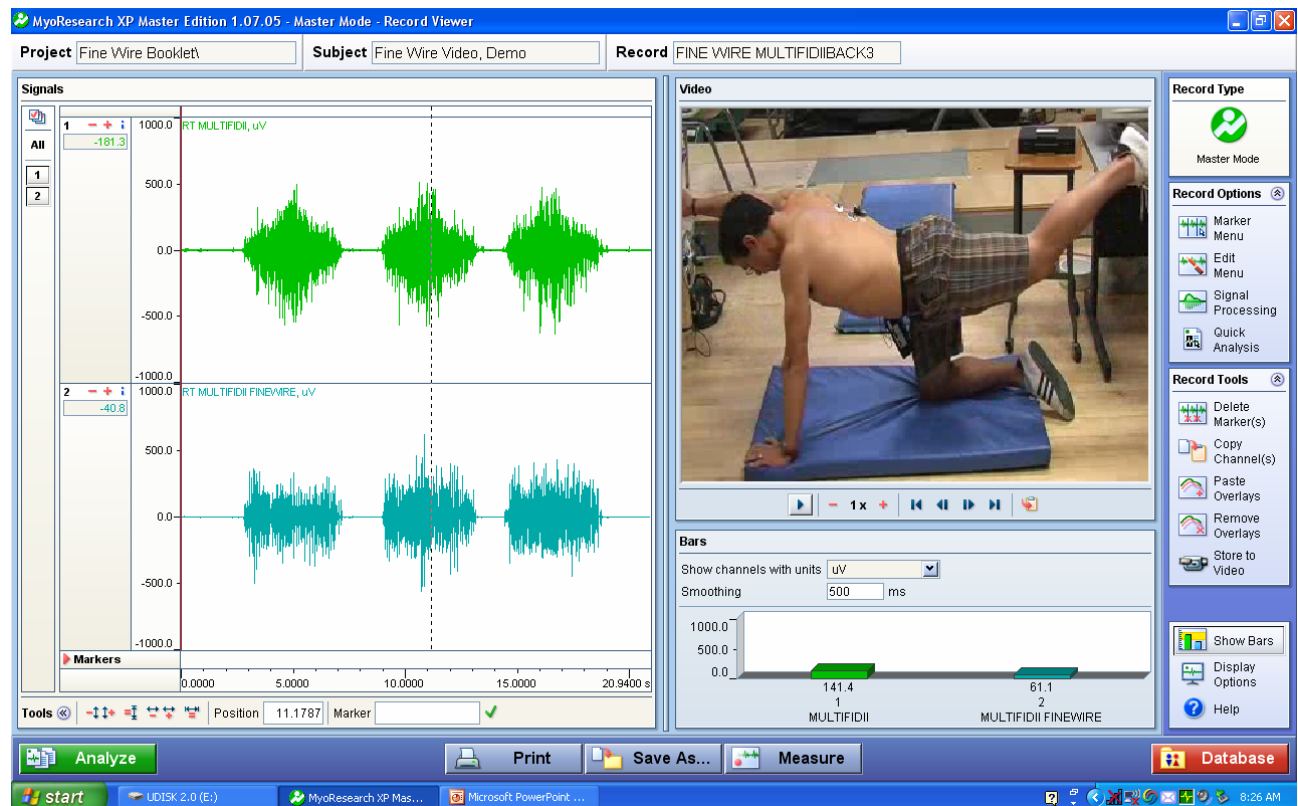 MyoResearch XP Master Edition 1.07.05 - Master Mode - Record Viewer
Project Fine Wire Booklet\ Subject Fine Wire Video, Demo Record FINE WIRE MULTIFIDIIBACK3
Signals
All
1
2
1 - + i
-181.3
1000.0
500.0
0.0
-500.0
-1000.0
RT MULTIFIDII, uV
2 - + i
-40.8
1000.0
500.0
0.0
-500.0
-1000.0
RT MULTIFIDII FINEWIRE, uV
Markers
0.0000 5.0000 10.0000 15.0000 20.9400 s
Tools Position 11.1787 Marker
Video
- 1 x +
Bars
Show channels with units uV
Smoothing 500 ms
1000.0
500.0
0.0
141.4 61.1
1 2
MULTIFIDII MULTIFIDII FINEWIRE
Record Type
Master Mode
Record Options
Marker
Menu
Edit
Menu
Signal
Processing
Quick
Analysis
Record Tools
Delete
Marker(s)
Copy
Channel(s)
Paste
Overlays
Remove
Overlays
Store to
Video
Show Bars
Display
Options
Help
Analyze Print Save As... Measure Database
start UDISK 2.0 (E:) MyoResearch XP Mas... Microsoft PowerPoint ... 8:26 AM